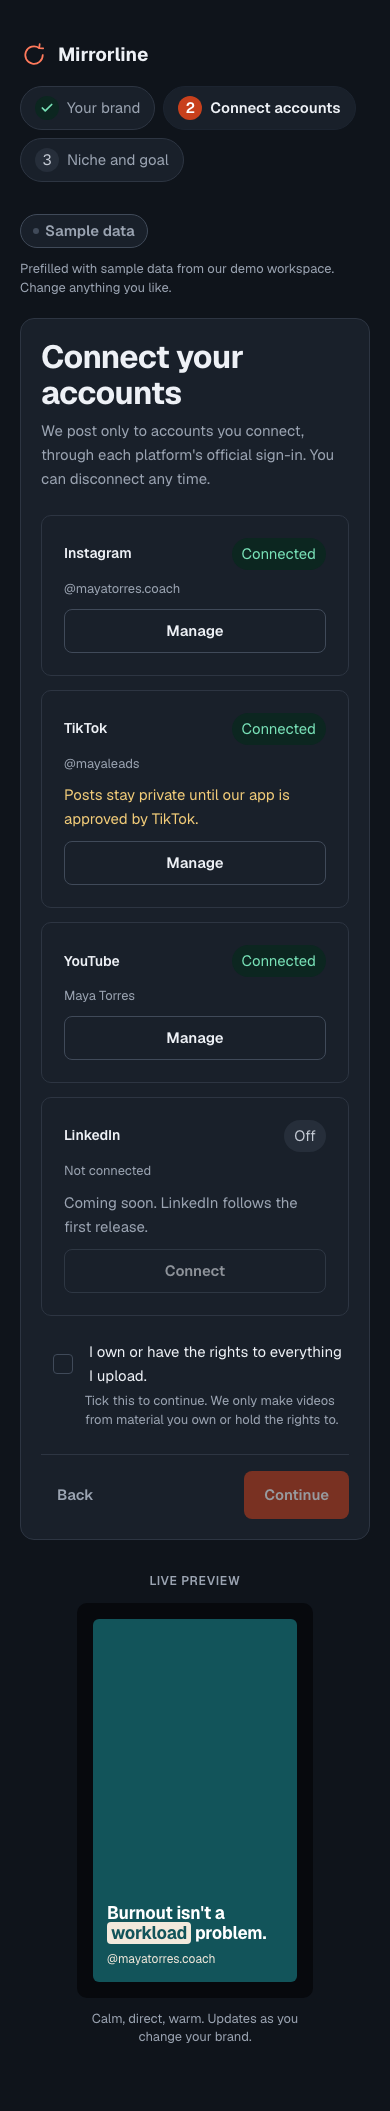 Mirrorline
Your brand
2 Connect accounts
3 Niche and goal
Sample data
Prefilled with sample data from our demo workspace.
Change anything you like.
Connect your
accounts
We post only to accounts you connect,
through each platform's official sign-in. You
can disconnect any time.
Instagram
Connected
@mayatorres.coach
Manage
TikTok
Connected
@mayaleads
Posts stay private until our app is
approved by TikTok.
Manage
YouTube
Connected
Maya Torres
Manage
LinkedIn
Off
Not connected
Coming soon. LinkedIn follows the
first release.
Connect
I own or have the rights to everything
I upload.
Tick this to continue. We only make videos
from material you own or hold the rights to.
Back
Continue
LIVE PREVIEW
Burnout isn't a
workload problem.
@mayatorres.coach
Calm, direct, warm. Updates as you
change your brand.